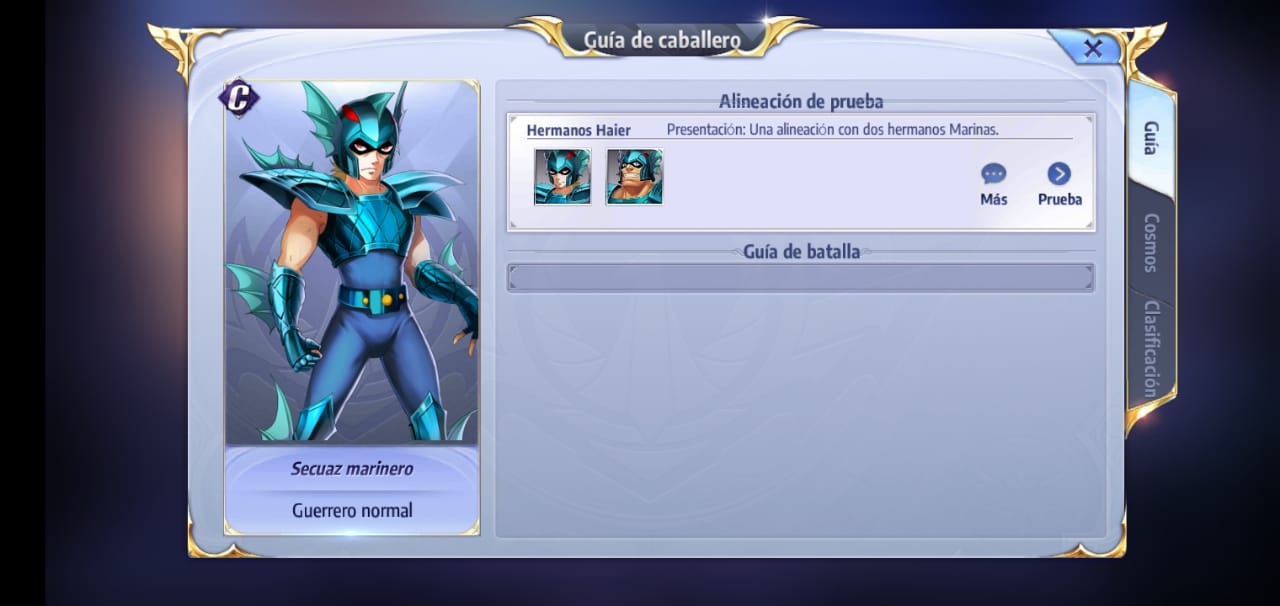 Guía de caballero
C
Alineación de prueba
Hermanos Haier
Presentación: Una alineación con dos hermanos Marinas.
Más
Prueba
Guía de batalla
Secuaz marinero
Guerrero normal
Guía
Cosmos
Clasificación